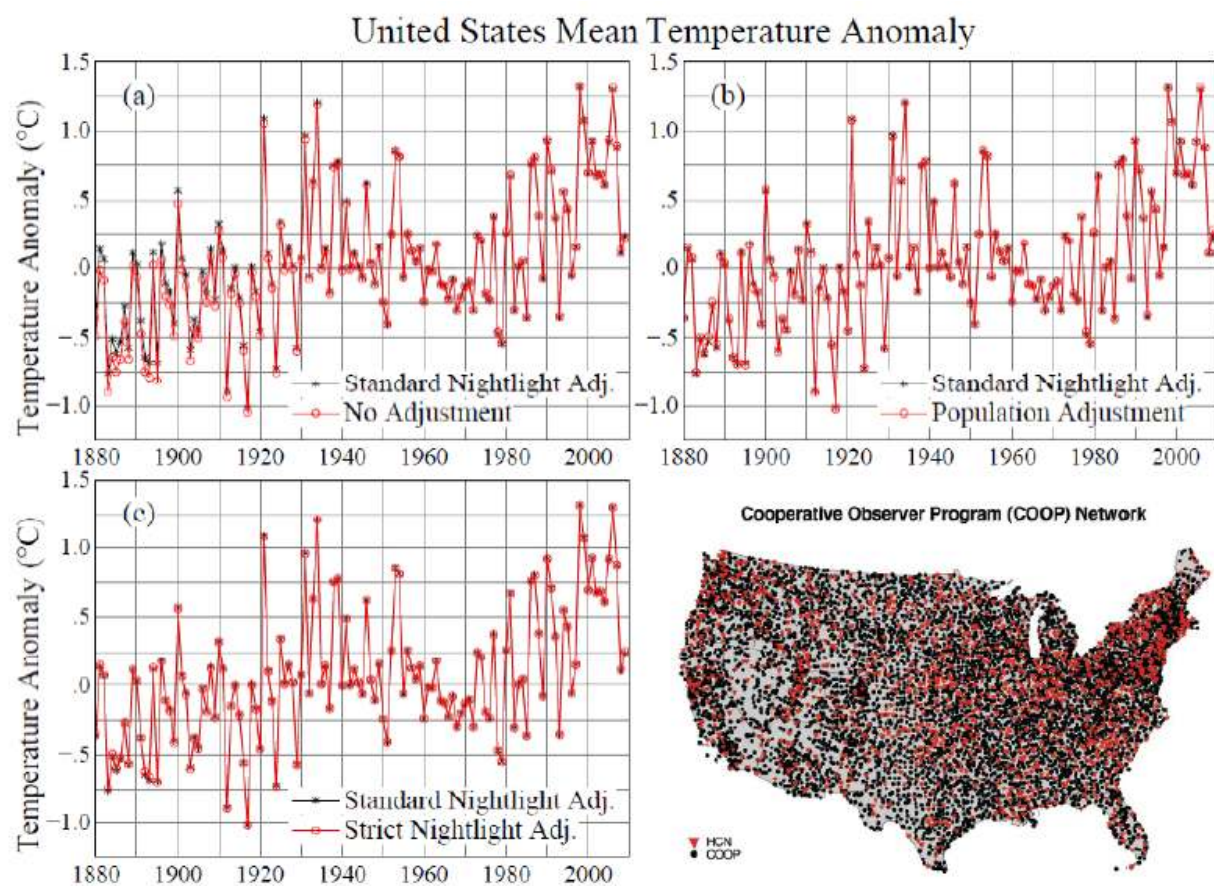 United States Mean Temperature Anomaly
Temperature Anomaly (°C)
1.5
1.0
.5
.0
−0.5
−1.0
(a)
Standard Nightlight Adj.
No Adjustment
1880 1900 1920 1940 1960 1980 2000
1.5
1.0
.5
.0
−.5
−1.0
(b)
Standard Nightlight Adj.
Population Adjustment
1880 1900 1920 1940 1960 1980 2000
Temperature Anomaly (°C)
1.5
1.0
.5
.0
−.5
−1.0
(c)
Standard Nightlight Adj.
Strict Nightlight Adj.
1880 1900 1920 1940 1960 1980 2000
Cooperative Observer Program (COOP) Network
HCN
COOP